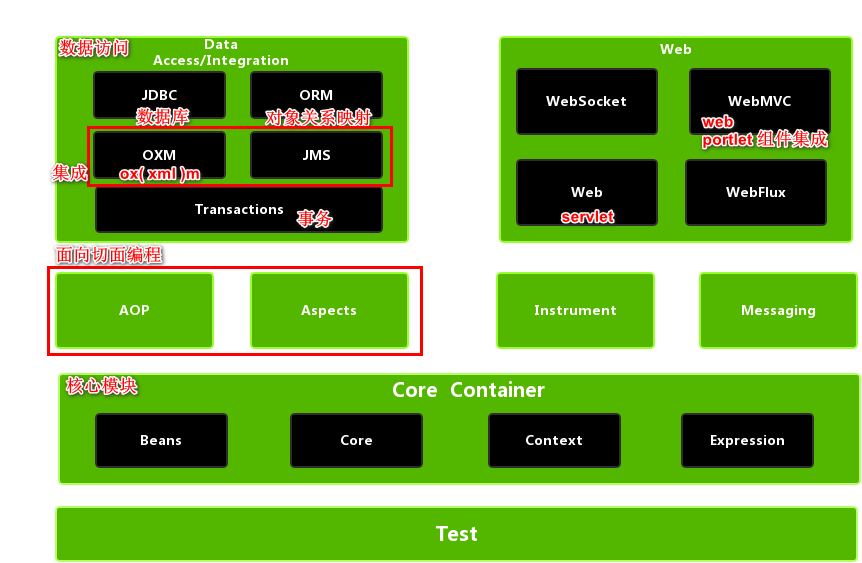 数据访问
Data
Access/Integration
JDBC
数据库
ORM
对象关系映射
集成
OXM
ox( xml )m
JMS
Transactions
事务
Web
WebSocket
WebMVC
web
portlet 组件集成
Web
servlet
WebFlux
面向切面编程
AOP
Aspects
Instrument
Messaging
核心模块
Core Container
Beans
Core
Context
Expression
Test